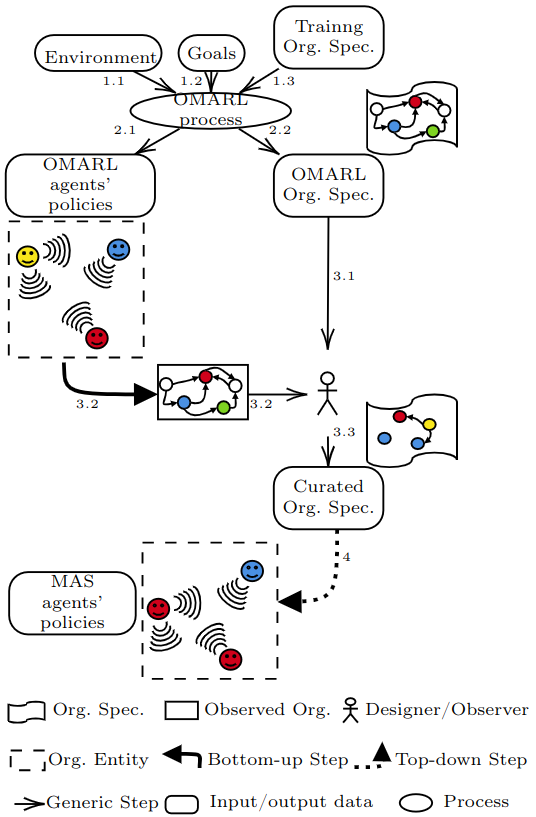 Trainng
Org. Spec.
Environment
Goals
1.1
1.2
1.3
OMARL
process
2.1
2.2
OMARL
agents'
policies
OMARL
Org. Spec.
3.1
3.2
3.2
3.3
Curated
Org. Spec.
4
MAS
agents'
policies
Org. Spec.
Observed Org.
Designer/Observer
Org. Entity
Bottom-up Step
Top-down Step
Generic Step
Input/output data
Process